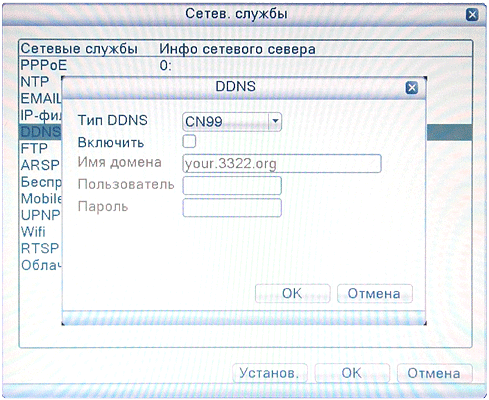 Сетев. службы
Сетевые службы Инфо сетевого севера
PPPoE 0:
NTP
EMAIL
IP-фил
DDNS
FTP
ARSP
Беспр
Mobile
UPNP
Wifi
RTSP
Облач
DDNS
Тип DDNS CN99
Включить
Имя домена your.3322.org
Пользователь
Пароль
OK Отмена
Установ. OK Отмена